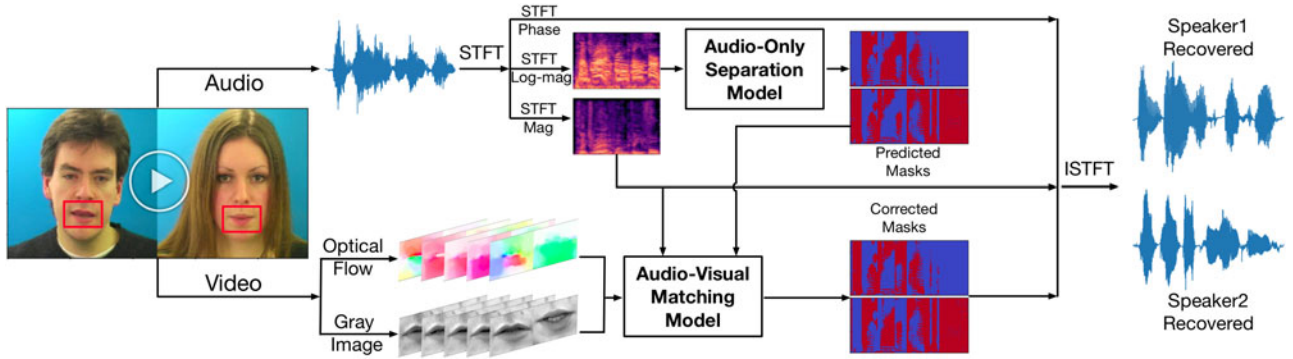 STFT
Phase
Audio
STFT
STFT
Log-mag
STFT
Mag
Audio-Only
Separation
Model
Predicted
Masks
Speaker1
Recovered
ISTFT
Video
Optical
Flow
Gray
Image
Audio-Visual
Matching
Model
Corrected
Masks
Speaker2
Recovered